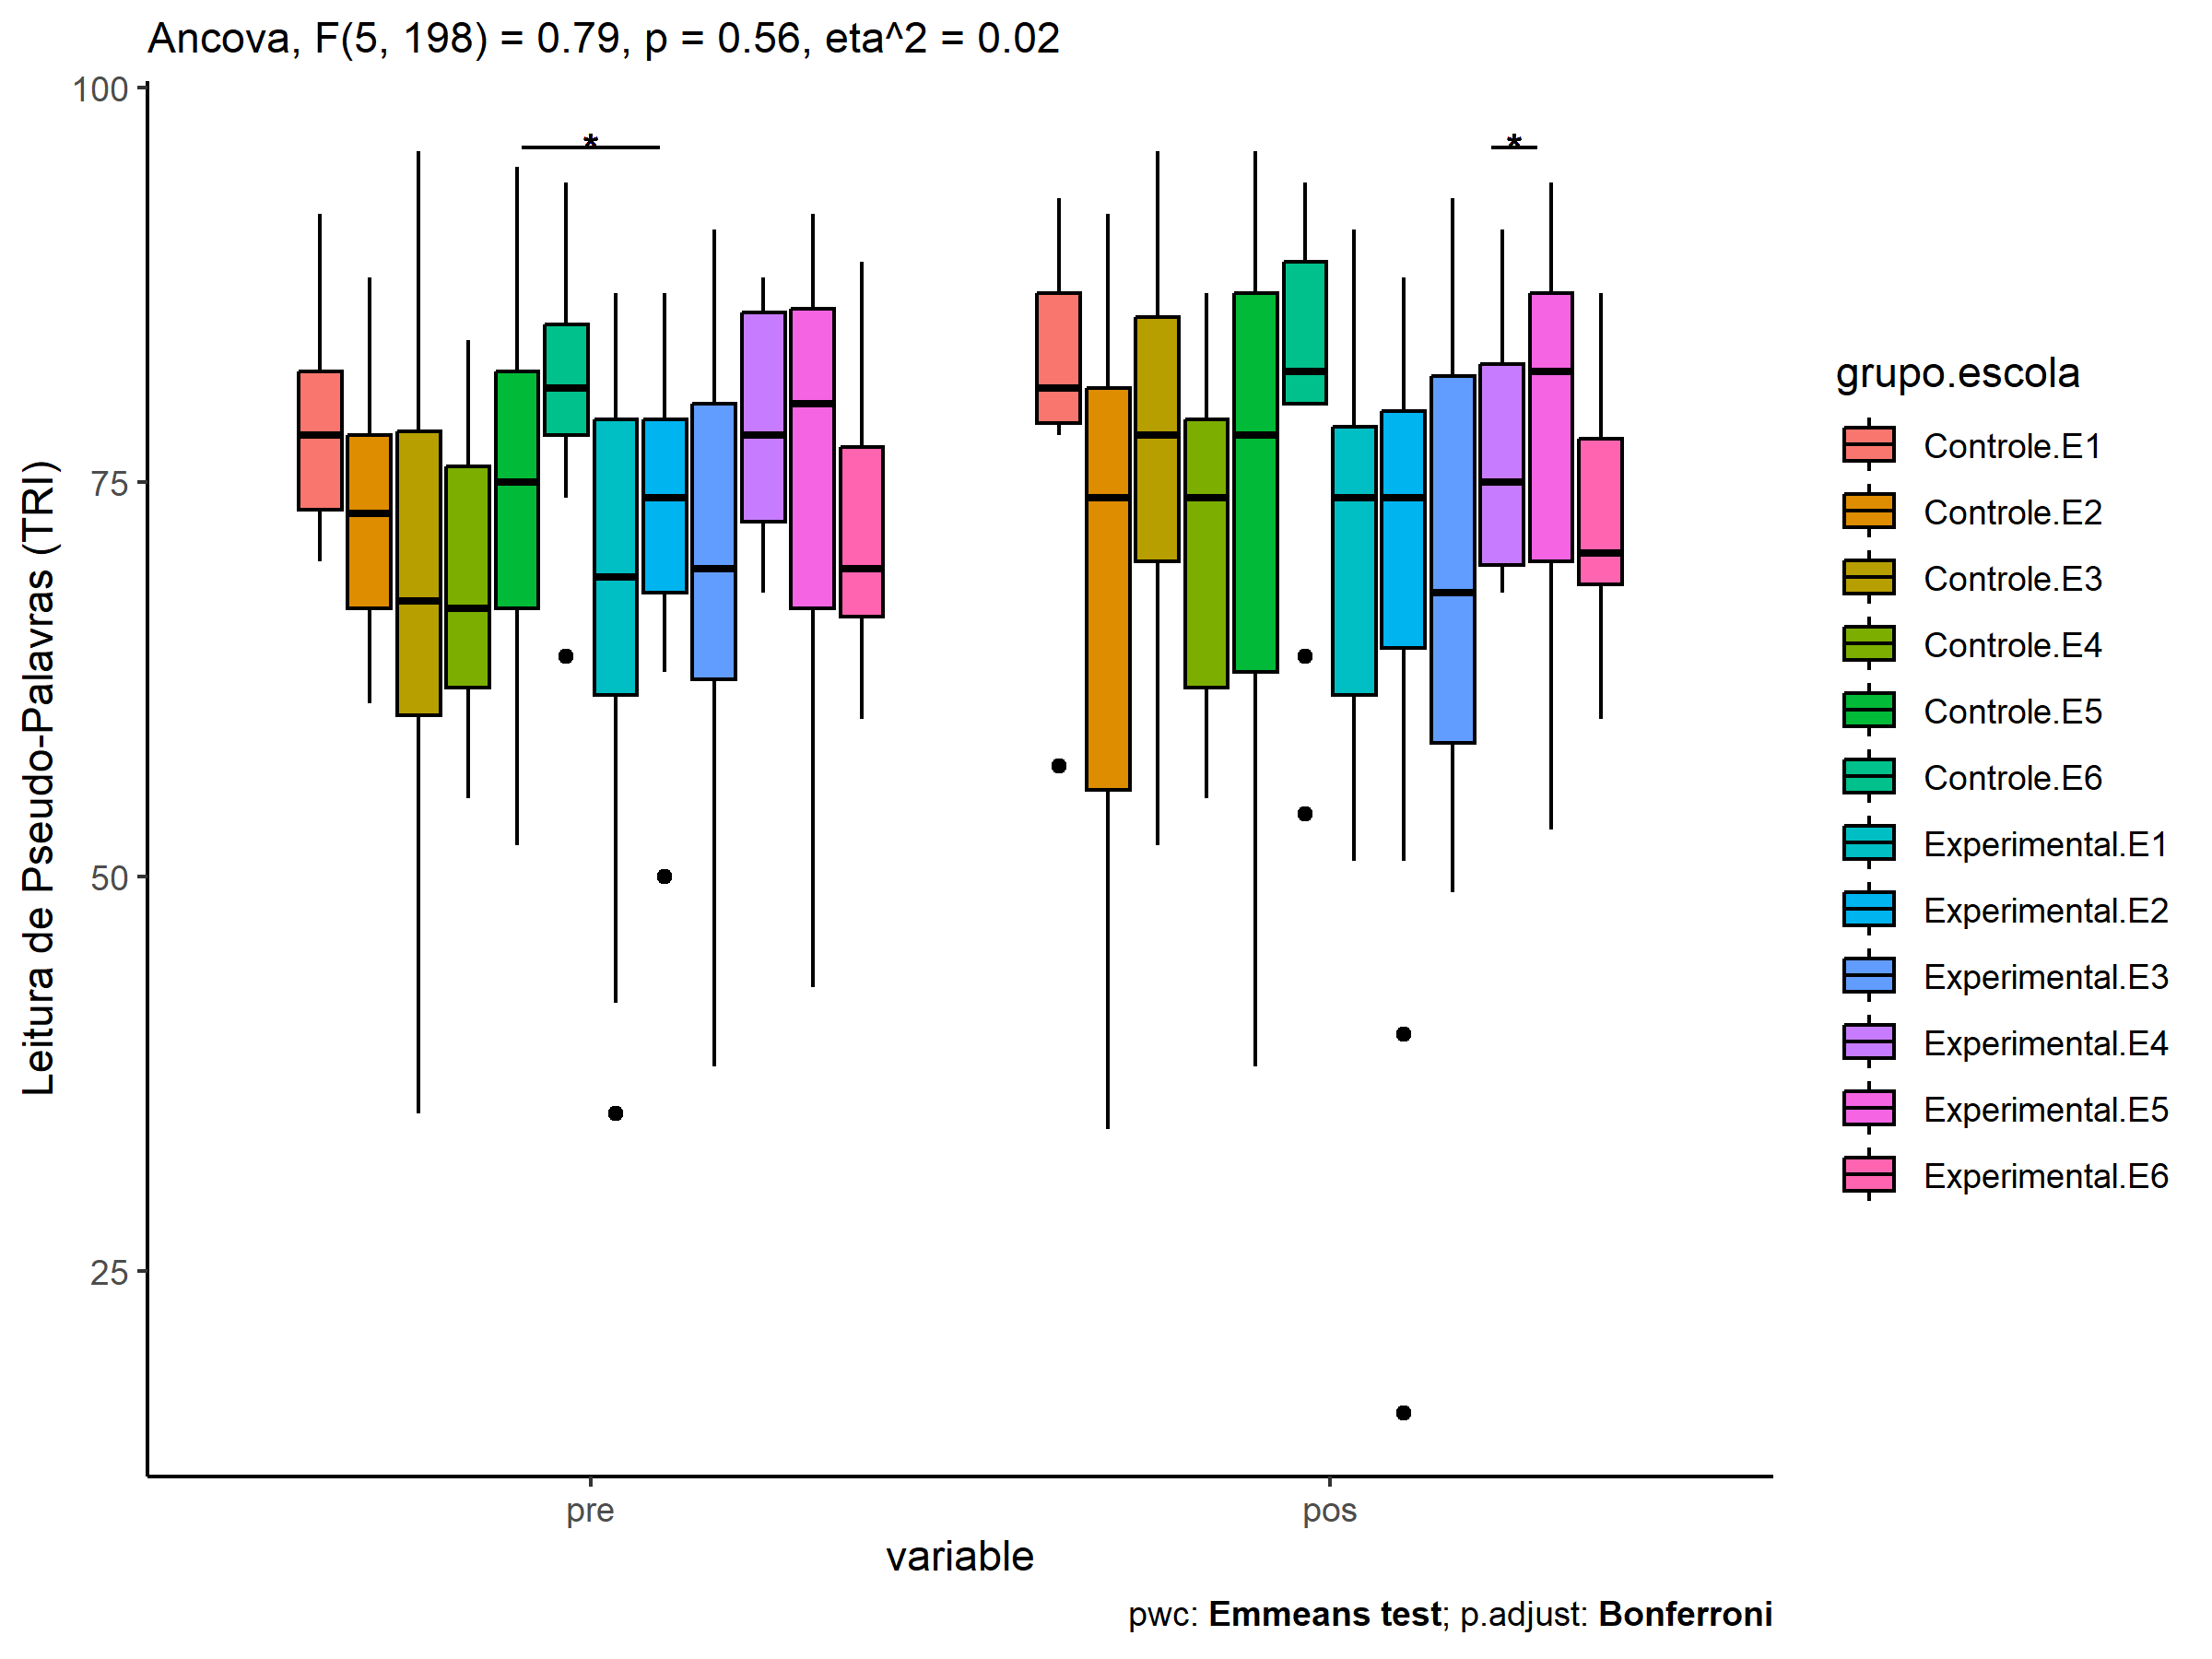 Ancova, F(5, 198) = 0.79, p = 0.56, eta^2 = 0.02
Leitura de Pseudo-Palavras (TRI)
100
75
50
25
*
*
pre
pos
variable
pwc: Emmeans test; p.adjust: Bonferroni
grupo.escola
Controle.E1
Controle.E2
Controle.E3
Controle.E4
Controle.E5
Controle.E6
Experimental.E1
Experimental.E2
Experimental.E3
Experimental.E4
Experimental.E5
Experimental.E6